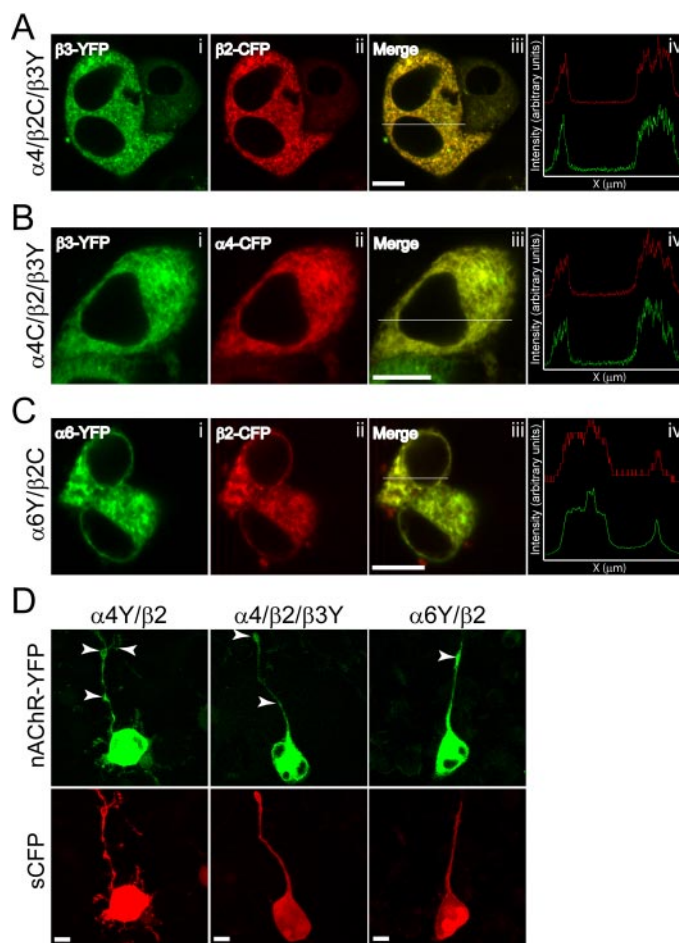 A
α4/β2C/β3Y
β3-YFP
i
β2-CFP
ii
Merge
iii
iv
Intensity (arbitrary units)
X (μm)
B
α4C/β2/β3Y
β3-YFP
i
α4-CFP
ii
Merge
iii
iv
Intensity (arbitrary units)
X (μm)
C
α6Y/β2C
α6-YFP
i
β2-CFP
ii
Merge
iii
iv
Intensity (arbitrary units)
X (μm)
D
α4Y/β2
α4/β2/β3Y
α6Y/β2
nAChR-YFP
sCFP